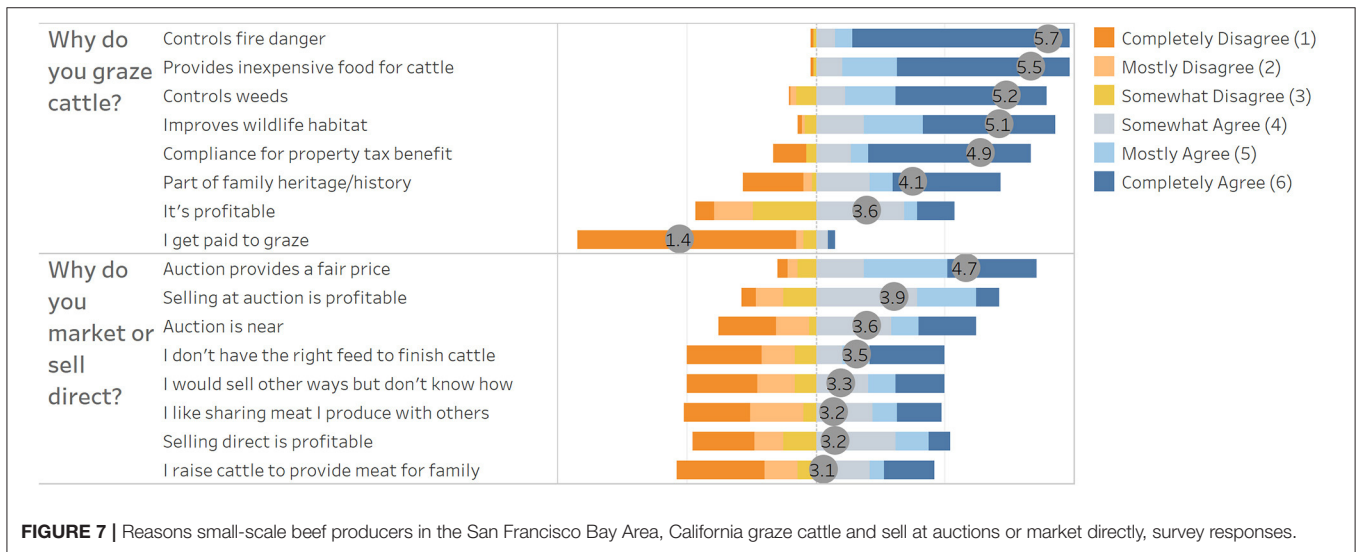 Why do
you graze
cattle?
Controls fire danger
5.7
Provides inexpensive food for cattle
5.5
Controls weeds
5.2
Improves wildlife habitat
5.1
Compliance for property tax benefit
4.9
Part of family heritage/history
4.1
It's profitable
3.6
I get paid to graze
1.4
Why do
you
market or
sell
direct?
Auction provides a fair price
4.7
Selling at auction is profitable
3.9
Auction is near
3.6
I don't have the right feed to finish cattle
3.5
I would sell other ways but don't know how
3.3
I like sharing meat I produce with others
3.2
Selling direct is profitable
3.2
I raise cattle to provide meat for family
3.1
Completely Disagree (1)
Mostly Disagree (2)
Somewhat Disagree (3)
Somewhat Agree (4)
Mostly Agree (5)
Completely Agree (6)
FIGURE 7 | Reasons small-scale beef producers in the San Francisco Bay Area, California graze cattle and sell at auctions or market directly, survey responses.